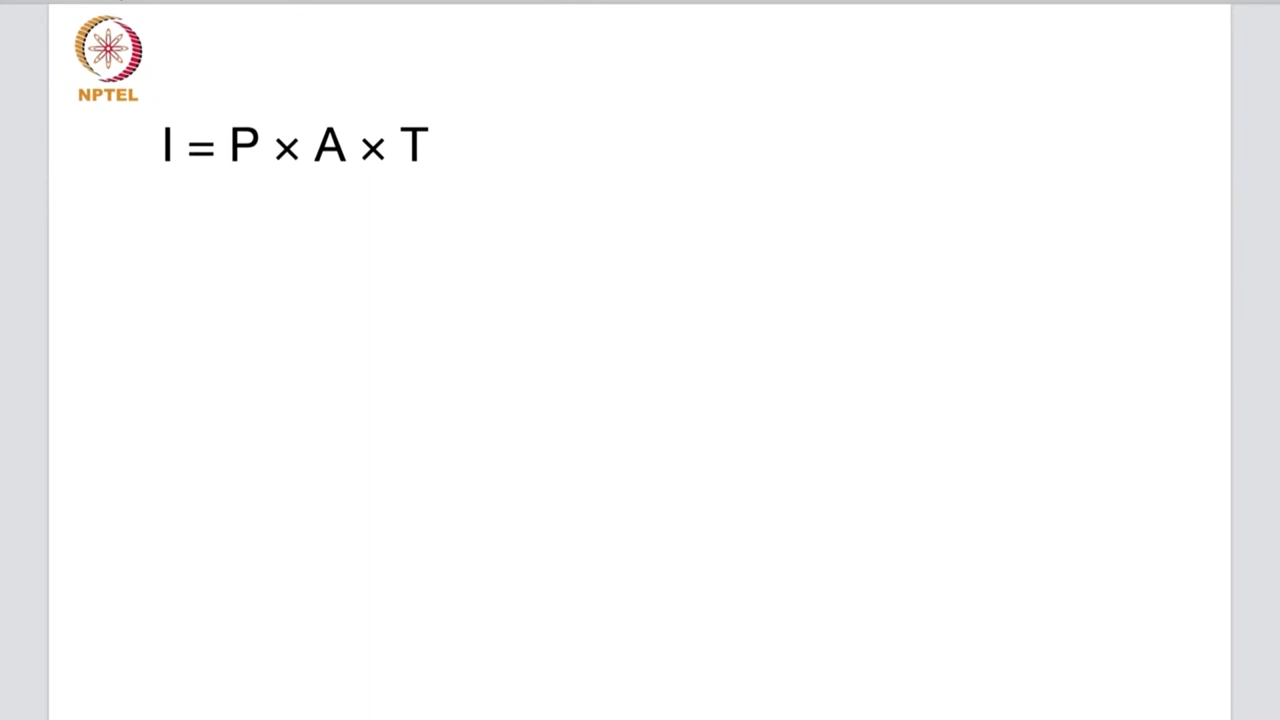 NPTEL
I = P × A × T